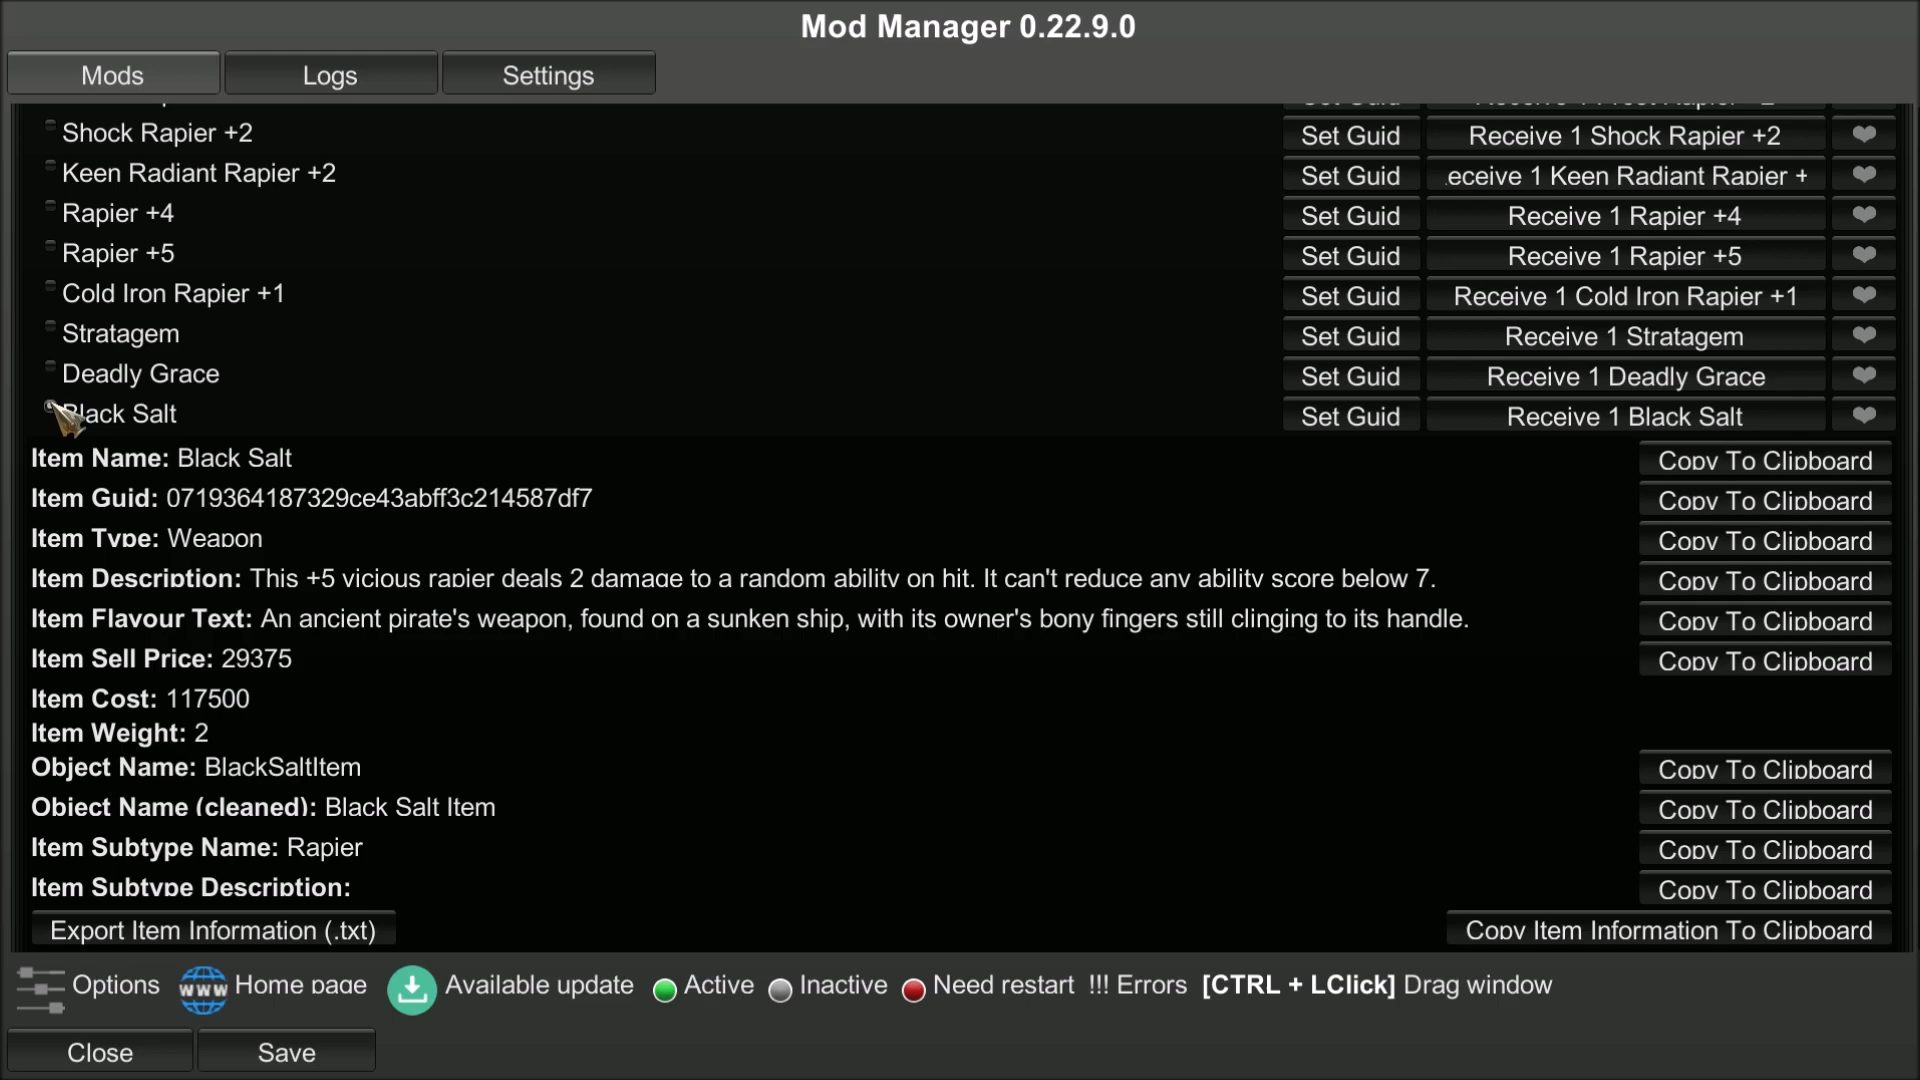 Mod Manager 0.22.9.0
Mods Logs Settings
Shock Rapier +2 Set Guid Receive 1 Shock Rapier +2
Keen Radiant Rapier +2 Set Guid eceive 1 Keen Radiant Rapier +
Rapier +4 Set Guid Receive 1 Rapier +4
Rapier +5 Set Guid Receive 1 Rapier +5
Cold Iron Rapier +1 Set Guid Receive 1 Cold Iron Rapier +1
Stratagem Set Guid Receive 1 Stratagem
Deadly Grace Set Guid Receive 1 Deadly Grace
Black Salt Set Guid Receive 1 Black Salt
Item Name: Black Salt Copy To Clipboard
Item Guid: 0719364187329ce43abff3c214587df7 Copy To Clipboard
Item Type: Weapon Copy To Clipboard
Item Description: This +5 vicious rapier deals 2 damage to a random ability on hit. It can't reduce any ability score below 7. Copy To Clipboard
Item Flavour Text: An ancient pirate's weapon, found on a sunken ship, with its owner's bony fingers still clinging to its handle. Copy To Clipboard
Item Sell Price: 29375 Copy To Clipboard
Item Cost: 117500
Item Weight: 2
Object Name: BlackSaltItem Copy To Clipboard
Object Name (cleaned): Black Salt Item Copy To Clipboard
Item Subtype Name: Rapier Copy To Clipboard
Item Subtype Description: Copy To Clipboard
Export Item Information (.txt) Copy Item Information To Clipboard
Options WWW Home page Available update Active Inactive Need restart !!! Errors [CTRL + LClick] Drag window
Close Save